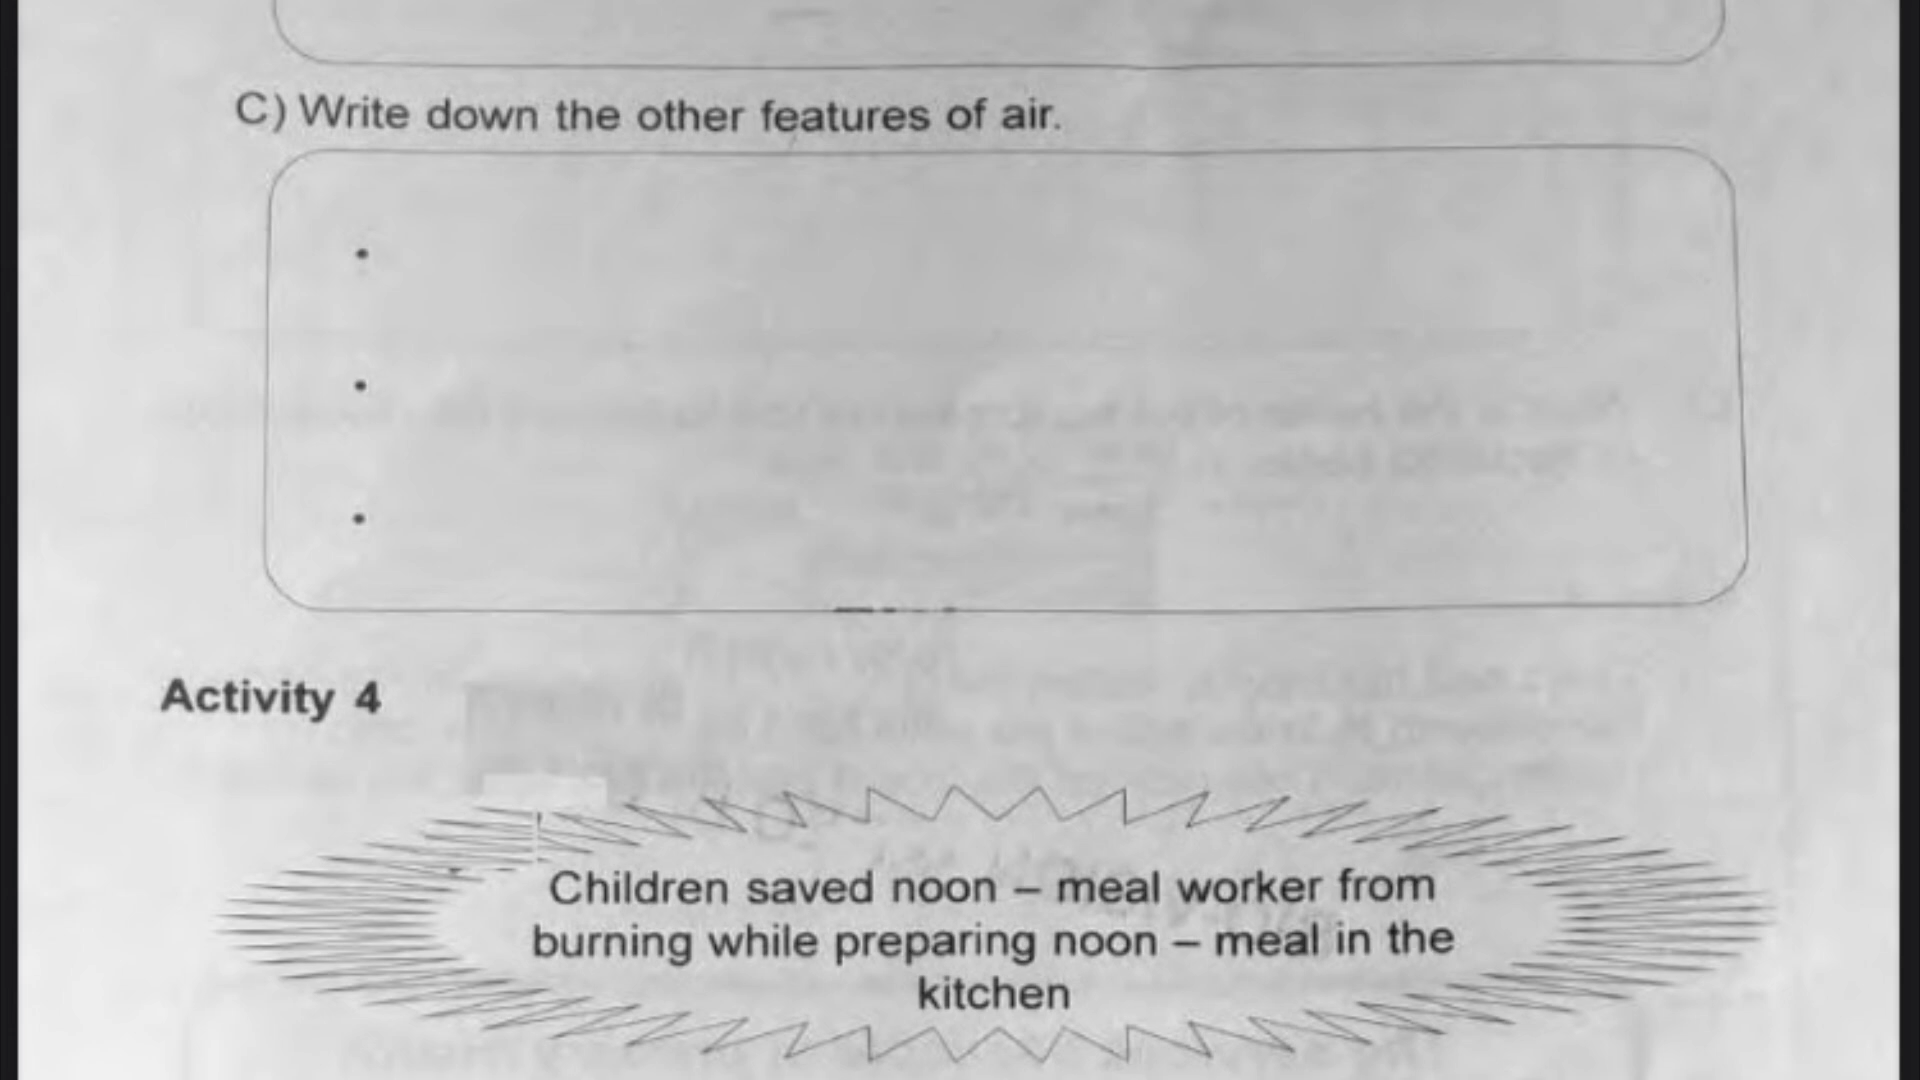 C) Write down the other features of air.
•
•
•
Activity 4
Children saved noon – meal worker from
burning while preparing noon – meal in the
kitchen